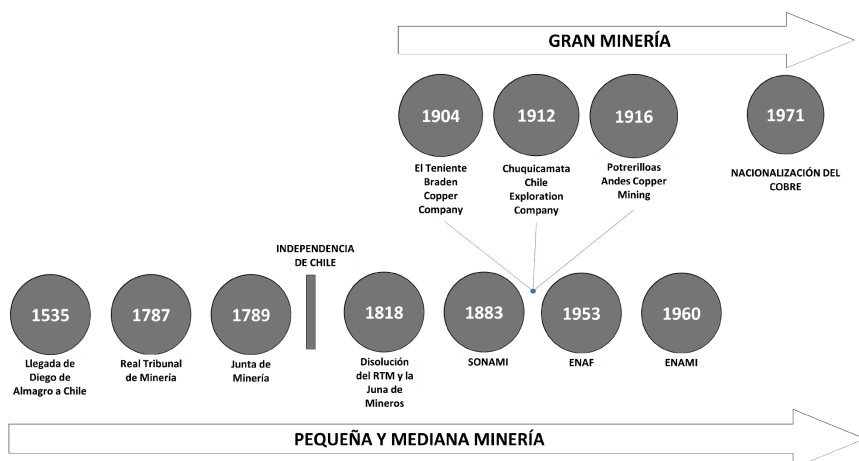 GRAN MINERÍA
1904
1912
1916
1971
El Teniente
Braden
Copper
Company
Chuquicamata
Chile
Exploration
Company
Potrerilloas
Andes Copper
Mining
NACIONALIZACIÓN DEL
COBRE
INDEPENDENCIA
DE CHILE
1535
1787
1789
1818
1883
1953
1960
Llegada de
Diego de
Almagro a Chile
Real Tribunal
de Minería
Junta de
Minería
Disolución
del RTM y la
Juna de
Mineros
SONAMI
ENAF
ENAMI
PEQUEÑA Y MEDIANA MINERÍA